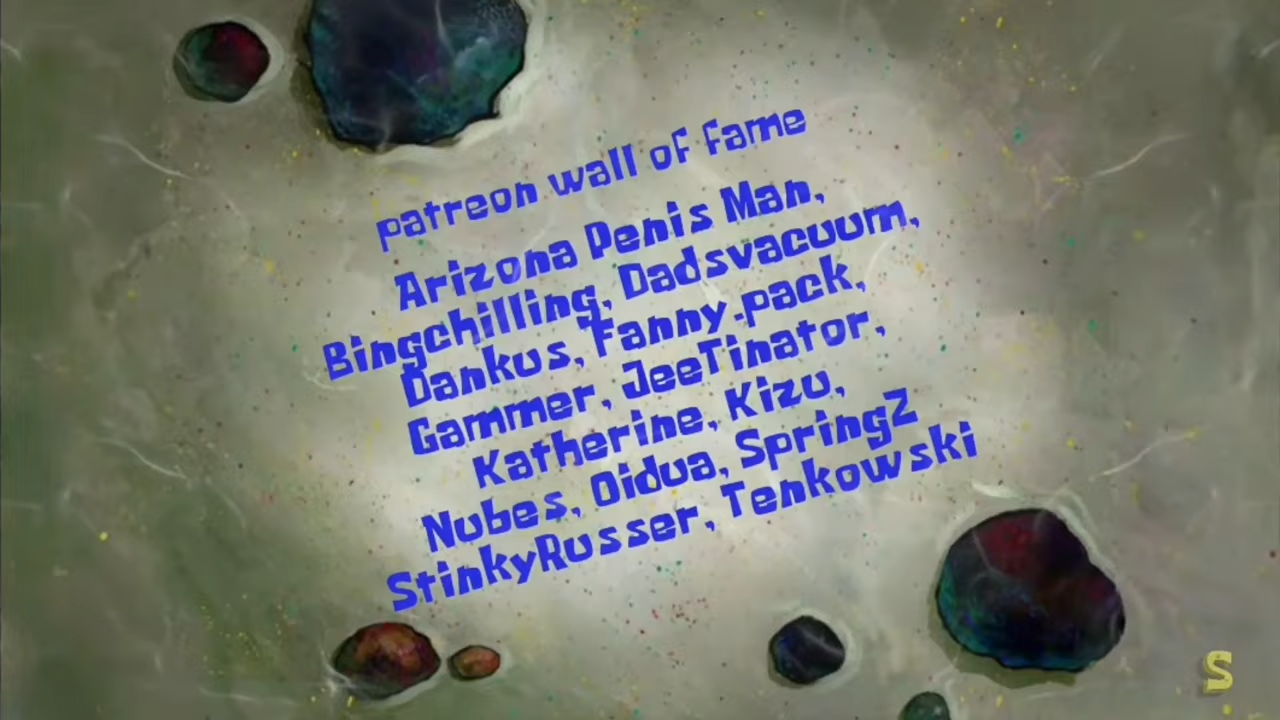 patreon wall of fame
Arizona Penis Man,
Bingchilling, Dadsvacuum,
Dankus, Fanny.pack,
Gammer, JeeTinator,
Katherine, Kizu,
Nubes, Oidua, SpringZ
StinkyRusser, Tenkowski
S